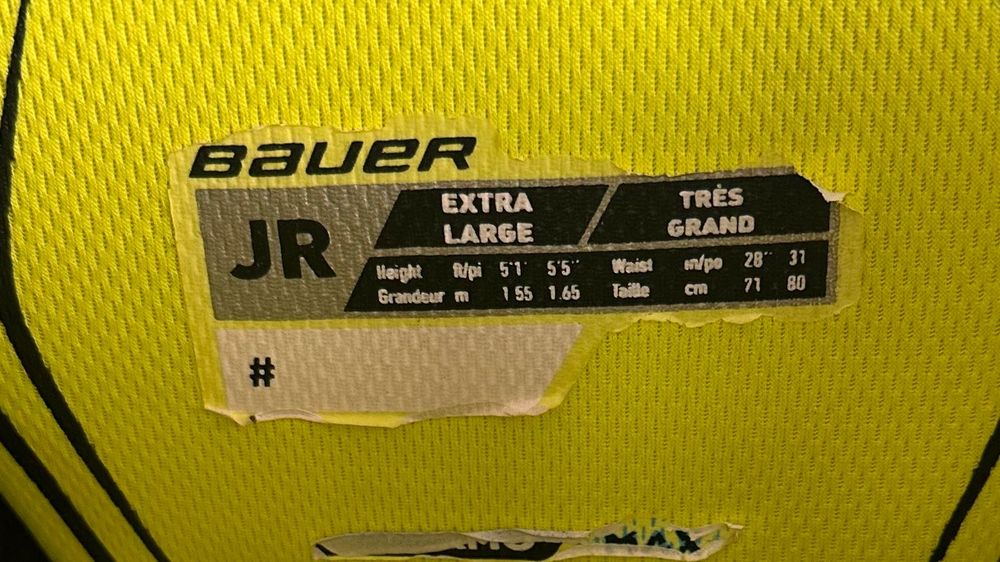 BAUER
JR
EXTRA LARGE
TRÈS GRAND
Height ft/pi 5'1" 5'5" Waist in/po 28" 31
Grandeur m 1.55 1.65 Taille cm 71 80
#